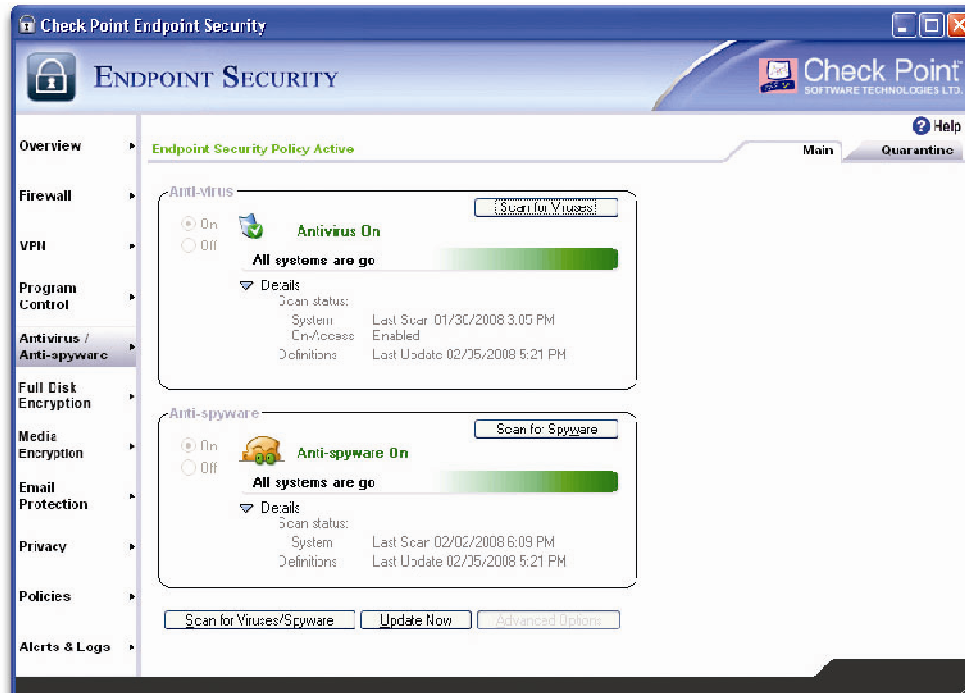 Check Point Endpoint Security
ENDPOINT SECURITY
Check Point
SOFTWARE TECHNOLOGIES LTD.
Help
Main
Quarantine
Overview
Firewall
VPN
Program
Control
Antivirus /
Anti-spyware
Full Disk
Encryption
Media
Encryption
Email
Protection
Privacy
Policies
Alerts & Logs
Endpoint Security Policy Active
Anti-virus
On
Off
Antivirus On
Scan for Viruses
All systems are go
Details
Scan status:
System Last Scan 01/30/2008 3:05 PM
On-Access Enabled
Definitions Last Update 02/05/2008 5:21 PM
Anti-spyware
On
Off
Anti-spyware On
Scan for Spyware
All systems are go
Details
Scan status:
System Last Scan 02/02/2008 6:09 PM
Definitions Last Update 02/05/2008 5:21 PM
Scan for Viruses/Spyware
Update Now
Advanced Options